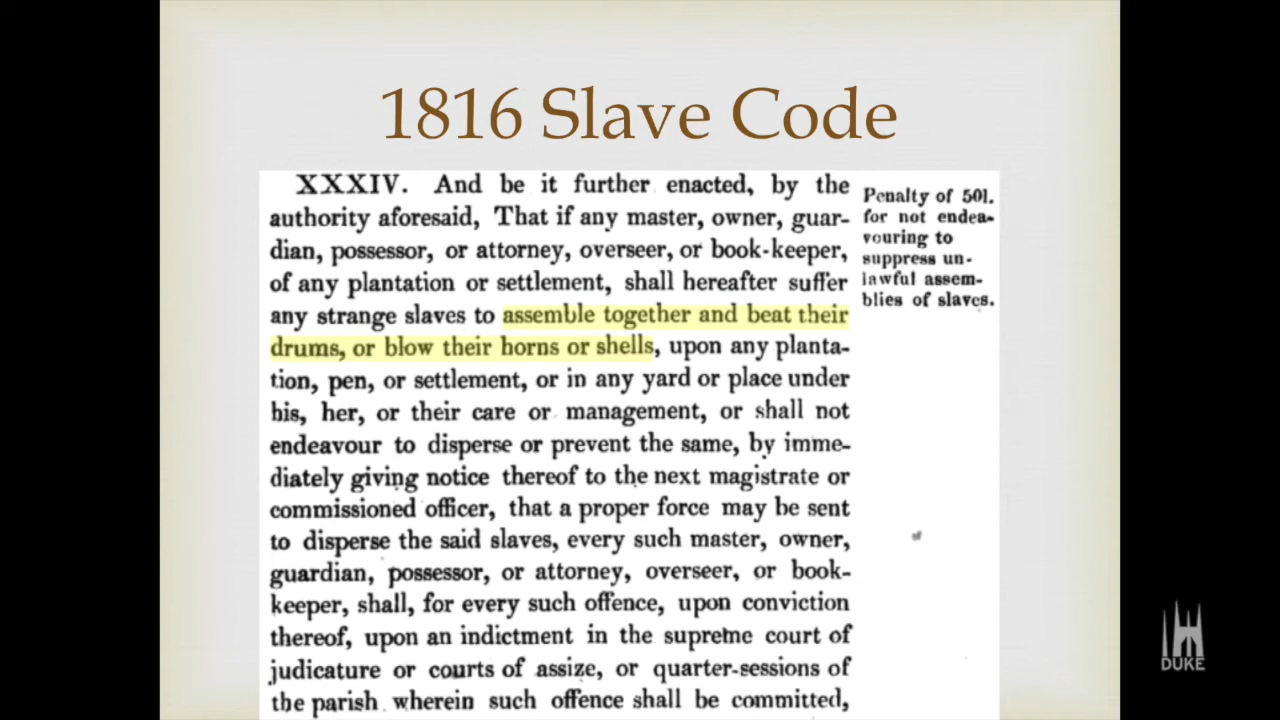 1816 Slave Code
XXXIV. And be it further enacted, by the
authority aforesaid, That if any master, owner, guar-
dian, possessor, or attorney, overseer, or book-keeper,
of any plantation or settlement, shall hereafter suffer
any strange slaves to assemble together and beat their
drums, or blow their horns or shells, upon any planta-
tion, pen, or settlement, or in any yard or place under
his, her, or their care or management, or shall not
endeavour to disperse or prevent the same, by imme-
diately giving notice thereof to the next magistrate or
commissioned officer, that a proper force may be sent
to disperse the said slaves, every such master, owner,
guardian, possessor, or attorney, overseer, or book-
keeper, shall, for every such offence, upon conviction
thereof, upon an indictment in the supreme court of
judicature or courts of assize, or quarter-sessions of
the parish wherein such offence shall be committed,
Penalty of 50l.
for not endea-
vouring to
suppress un-
lawful assem-
blies of slaves.
DUKE